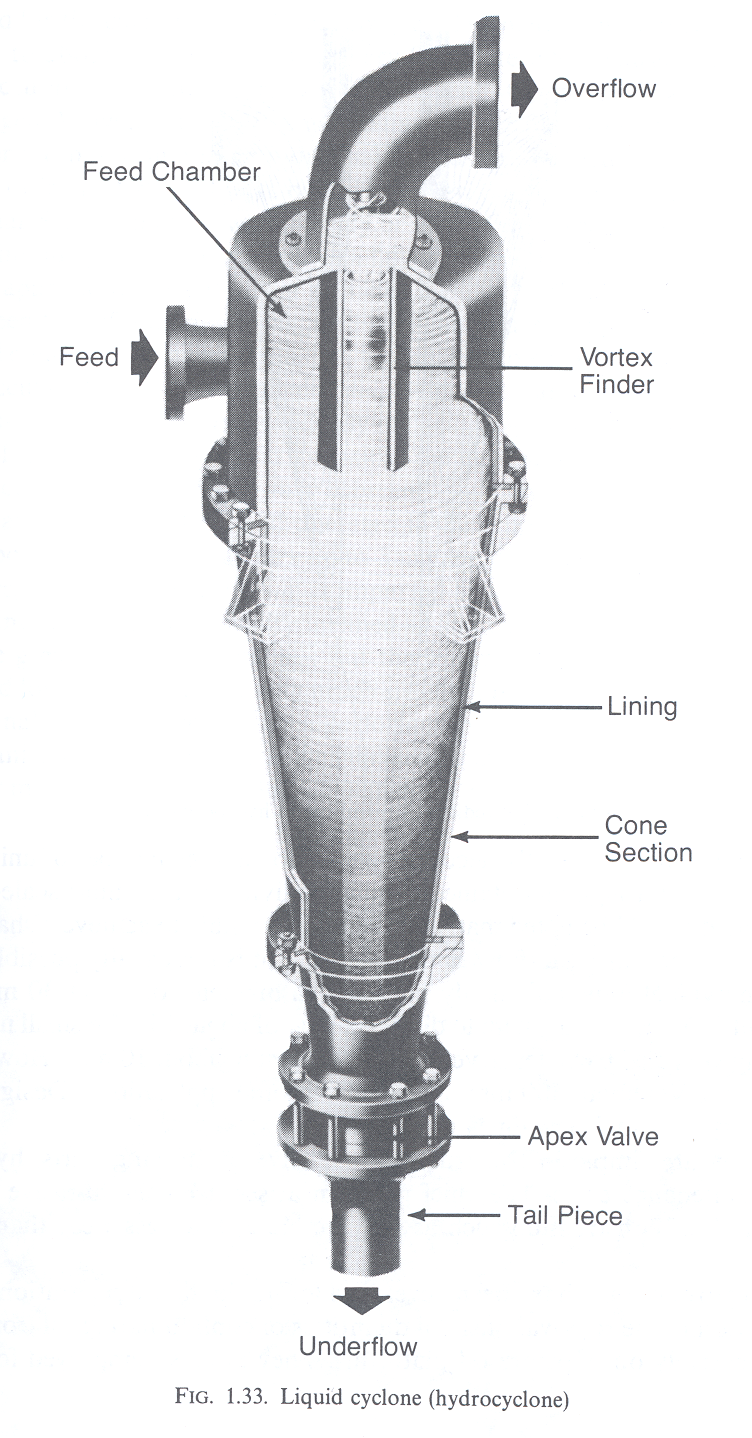 Overflow
Feed Chamber
Feed
Vortex
Finder
Lining
Cone
Section
Apex Valve
Tail Piece
Underflow
FIG. 1.33. Liquid cyclone (hydrocyclone)